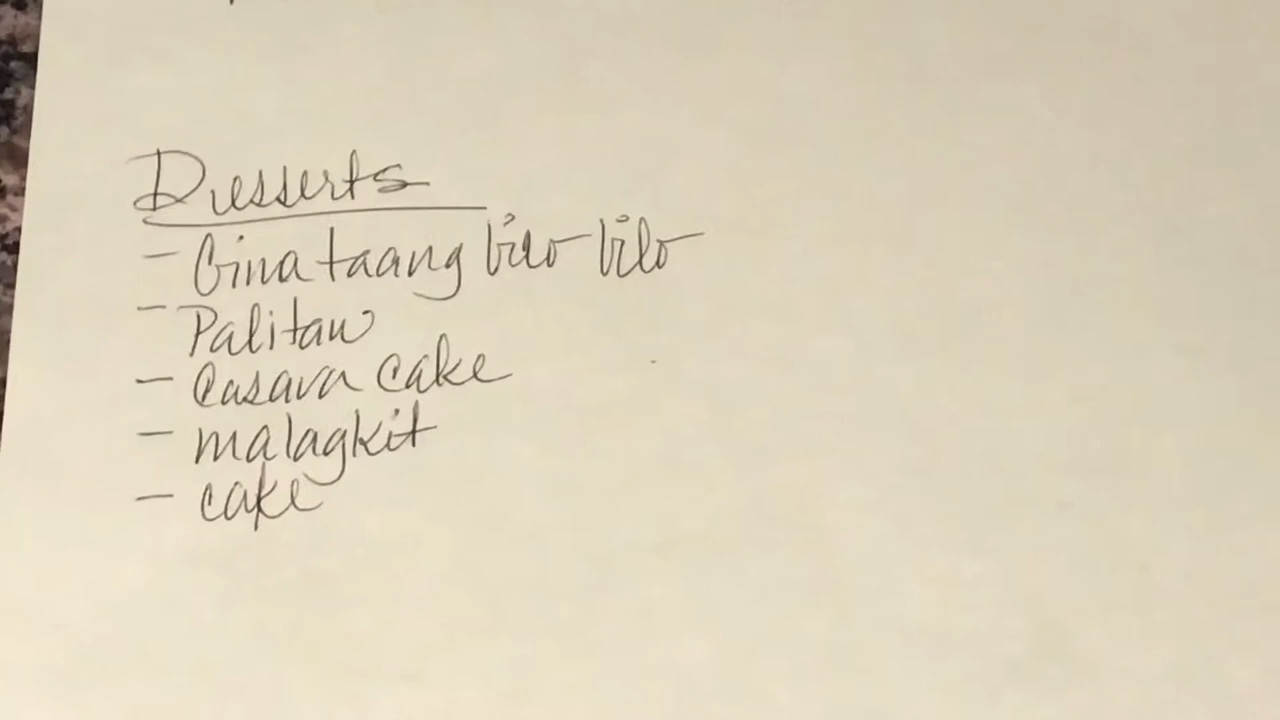 Desserts
- Ginataang bilo-bilo
- Palitaw
- Casava cake
- malagkit
- cake